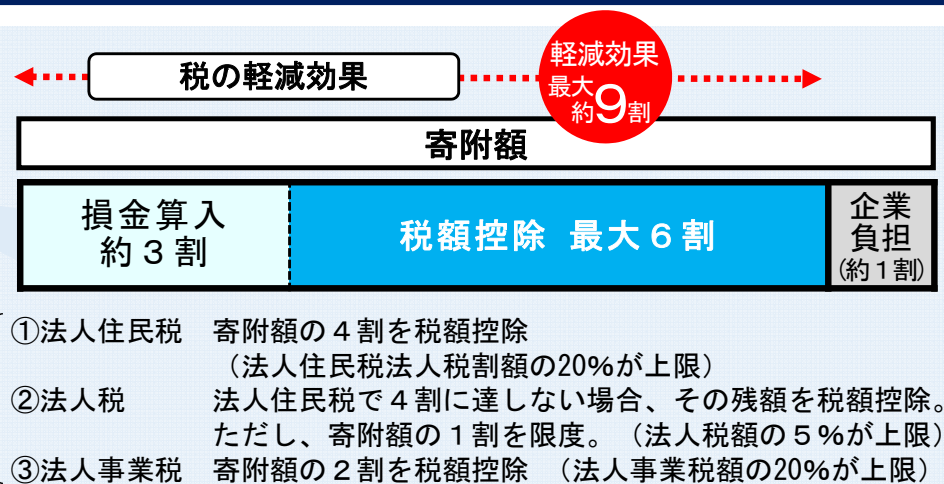 税の軽減効果
軽減効果
最大
約9割
寄附額
損金算入
約３割
税額控除 最大６割
企業
負担
(約１割)
①法人住民税　寄附額の４割を税額控除
（法人住民税法人税割額の20%が上限）
②法人税　法人住民税で４割に達しない場合、その残額を税額控除。
ただし、寄附額の１割を限度。（法人税額の５%が上限）
③法人事業税　寄附額の２割を税額控除　（法人事業税額の20%が上限）